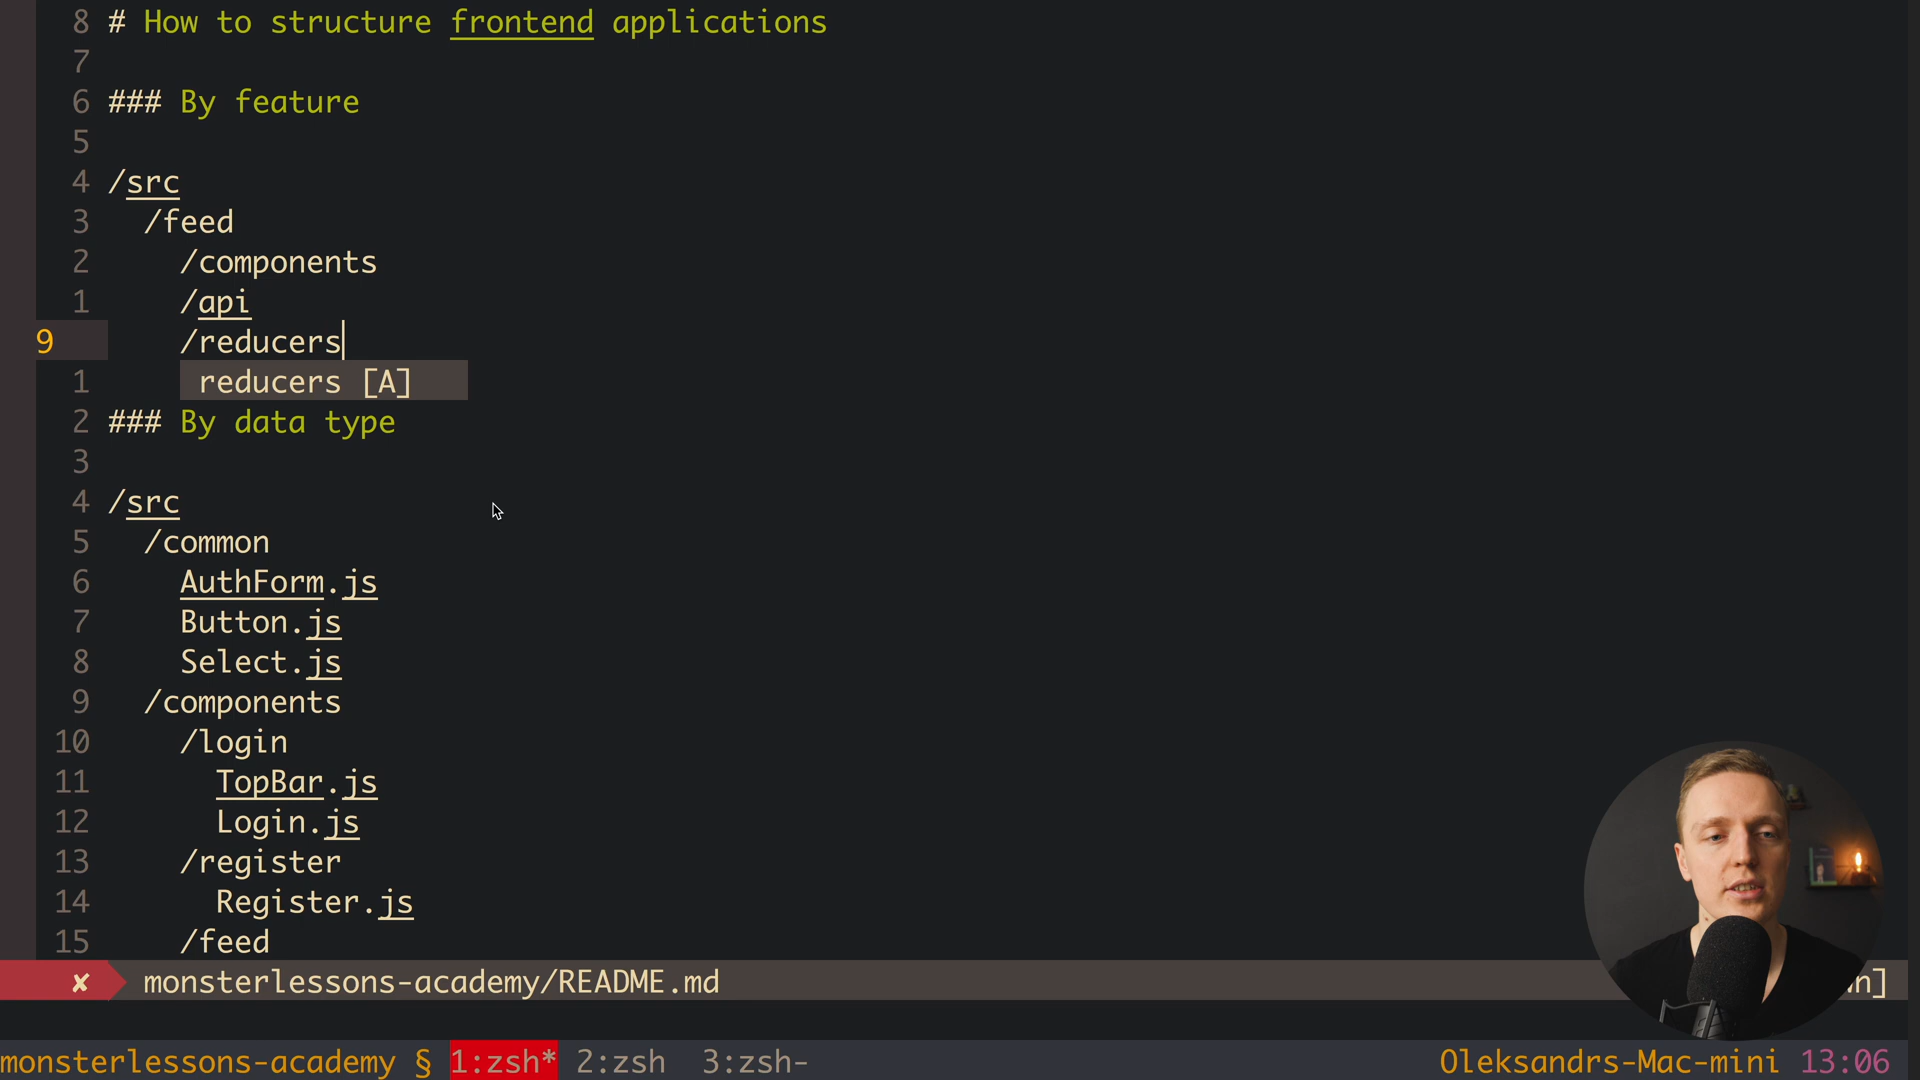 8 # How to structure frontend applications
7
6 ### By feature
5
4 /src
3 /feed
2 /components
1 /api
9 /reducers
1 reducers [A]
2 ### By data type
3
4 /src
5 /common
6 AuthForm.js
7 Button.js
8 Select.js
9 /components
10 /login
11 TopBar.js
12 Login.js
13 /register
14 Register.js
15 /feed
✘ monsterlessons-academy/README.md
monsterlessons-academy § 1:zsh* 2:zsh 3:zsh- Oleksandrs-Mac-mini 13:06